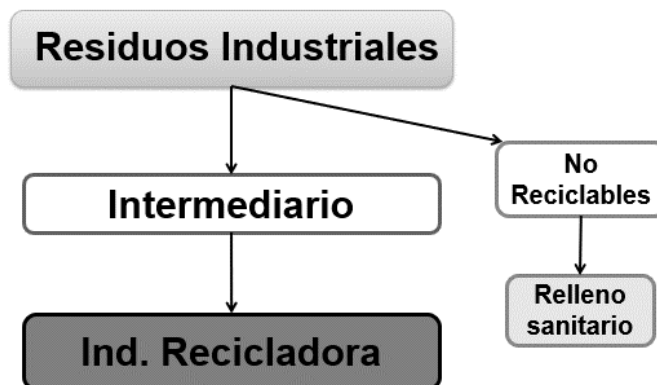 Residuos Industriales
No
Reciclables
Intermediario
Relleno
sanitario
Ind. Recicladora